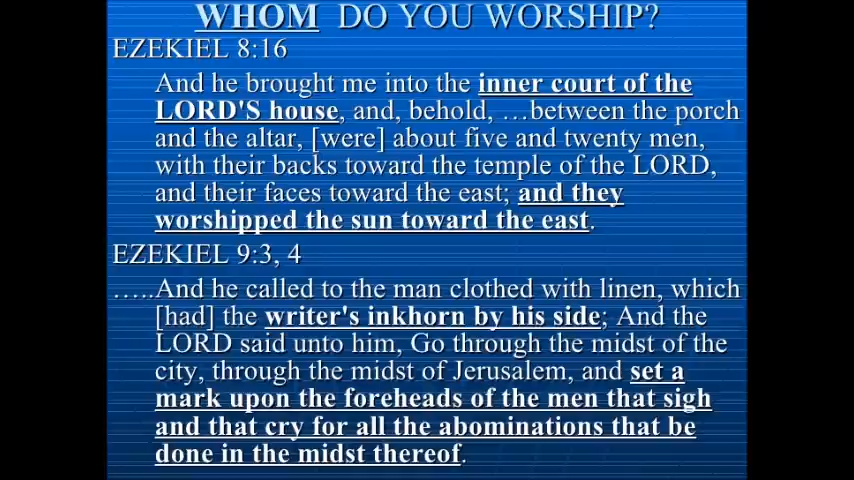 WHOM DO YOU WORSHIP?
EZEKIEL 8:16
And he brought me into the inner court of the
LORD'S house, and, behold, …between the porch
and the altar, [were] about five and twenty men,
with their backs toward the temple of the LORD,
and their faces toward the east; and they
worshipped the sun toward the east.
EZEKIEL 9:3, 4
…..And he called to the man clothed with linen, which
[had] the writer's inkhorn by his side; And the
LORD said unto him, Go through the midst of the
city, through the midst of Jerusalem, and set a
mark upon the foreheads of the men that sigh
and that cry for all the abominations that be
done in the midst thereof.